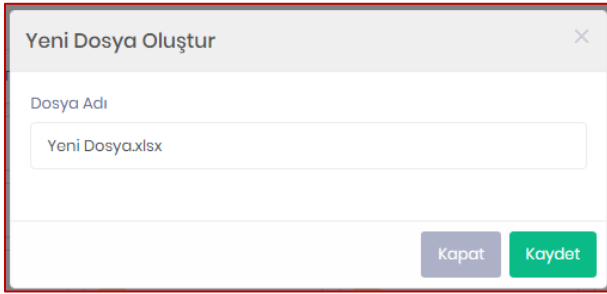 Yeni Dosya Oluştur
Dosya Adı
Yeni Dosya.xlsx
Kapat Kaydet